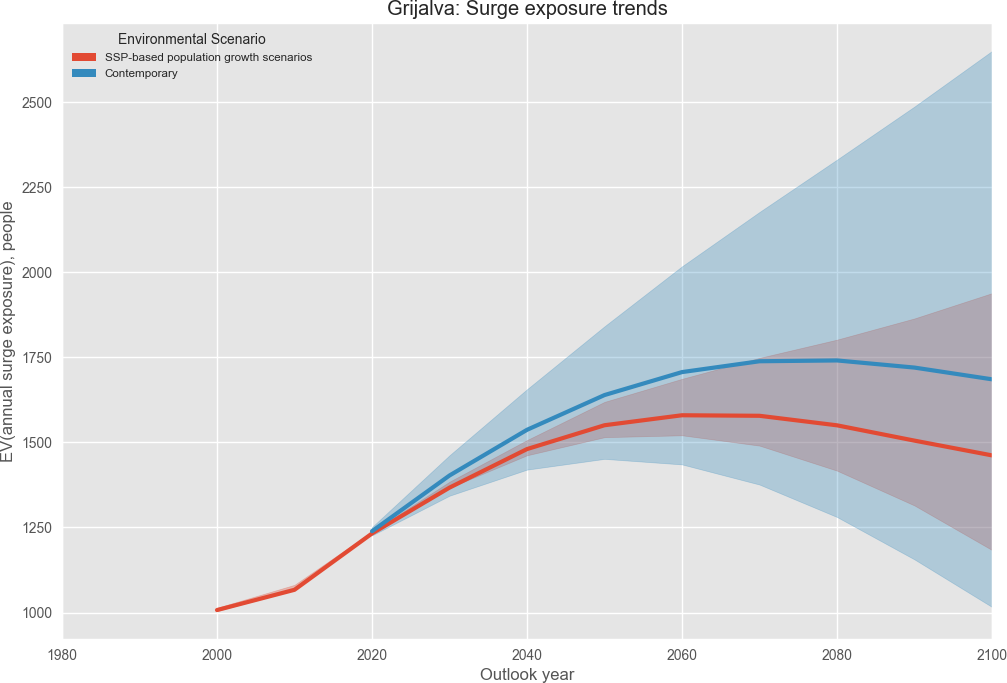 Grijalva: Surge exposure trends
Environmental Scenario
SSP-based population growth scenarios
Contemporary
EV(annual surge exposure), people
2500
2250
2000
1750
1500
1250
1000
1980 2000 2020 2040 2060 2080 2100
Outlook year